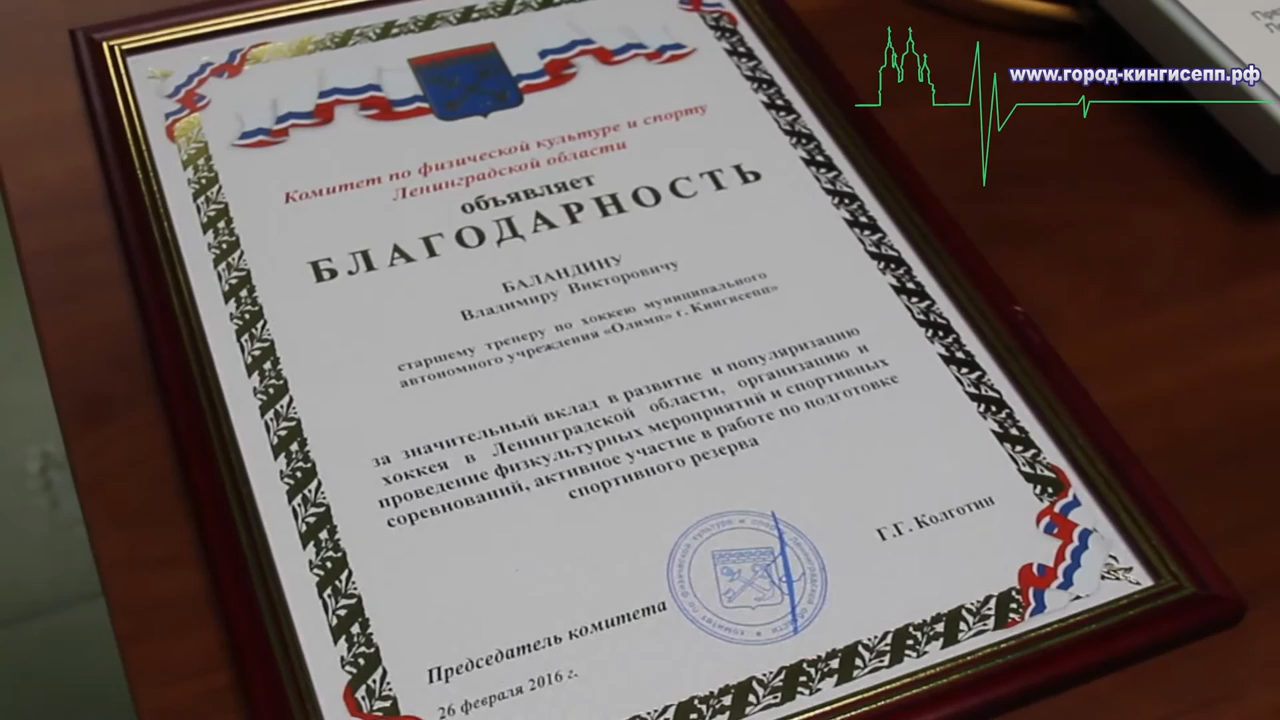 www.город-кингисепп.рф
Комитет по физической культуре и спорту
Ленинградской области
объявляет
БЛАГОДАРНОСТЬ
БАЛАНДИНУ
Владимиру Викторовичу
старшему тренеру по хоккею муниципального
автономного учреждения «Олимп» г. Кингисепп»
за значительный вклад в развитие и популяризацию
хоккея в Ленинградской области, организацию и
проведение физкультурных мероприятий и спортивных
соревнований, активное участие в работе по подготовке
спортивного резерва
Председатель комитета
Г.Г. Колготин
26 февраля 2016 г.